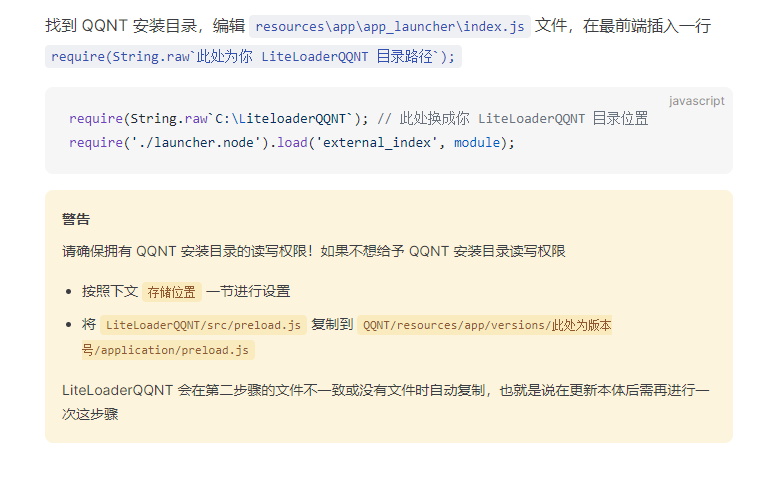 找到 QQNT 安装目录，编辑 resources\app\app_launcher\index.js 文件，在最前端插入一行
require(String.raw`此处为你 LiteLoaderQQNT 目录路径`);
javascript
require(String.raw`C:\LiteloaderQQNT`); // 此处换成你 LiteLoaderQQNT 目录位置
require('./launcher.node').load('external_index', module);
警告
请确保拥有 QQNT 安装目录的读写权限！如果不想给予 QQNT 安装目录读写权限
• 按照下文 存储位置 一节进行设置
• 将 LiteLoaderQQNT/src/preload.js 复制到 QQNT/resources/app/versions/此处为版本
号/application/preload.js
LiteLoaderQQNT 会在第二步骤的文件不一致或没有文件时自动复制，也就是说在更新本体后需再进行一
次这步骤